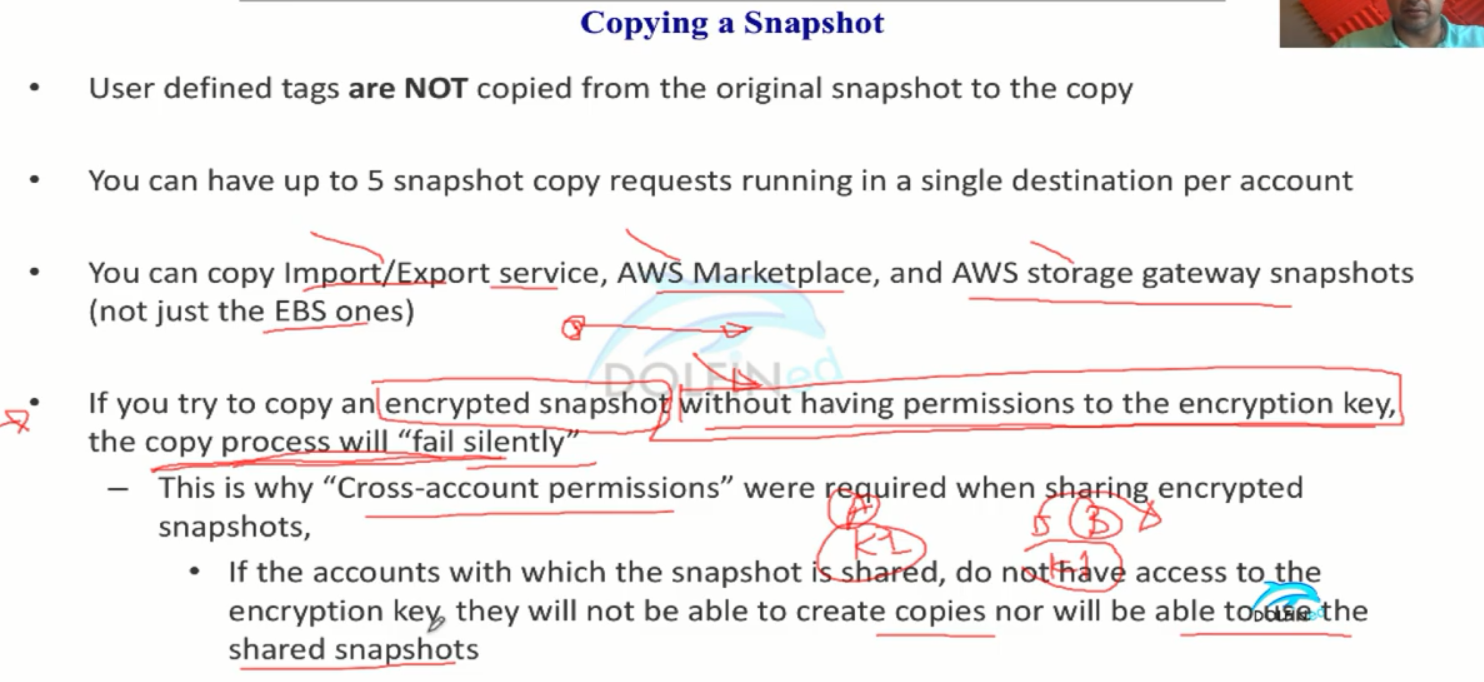 Copying a Snapshot
• User defined tags are NOT copied from the original snapshot to the copy
• You can have up to 5 snapshot copy requests running in a single destination per account
• You can copy Import/Export service, AWS Marketplace, and AWS storage gateway snapshots
(not just the EBS ones)
DOLFINed
• If you try to copy an encrypted snapshot without having permissions to the encryption key,
the copy process will “fail silently”
– This is why “Cross-account permissions” were required when sharing encrypted
snapshots,
A
B
K1
K1
• If the accounts with which the snapshot is shared, do not have access to the
encryption key, they will not be able to create copies nor will be able to use the
DOLFINed
shared snapshots